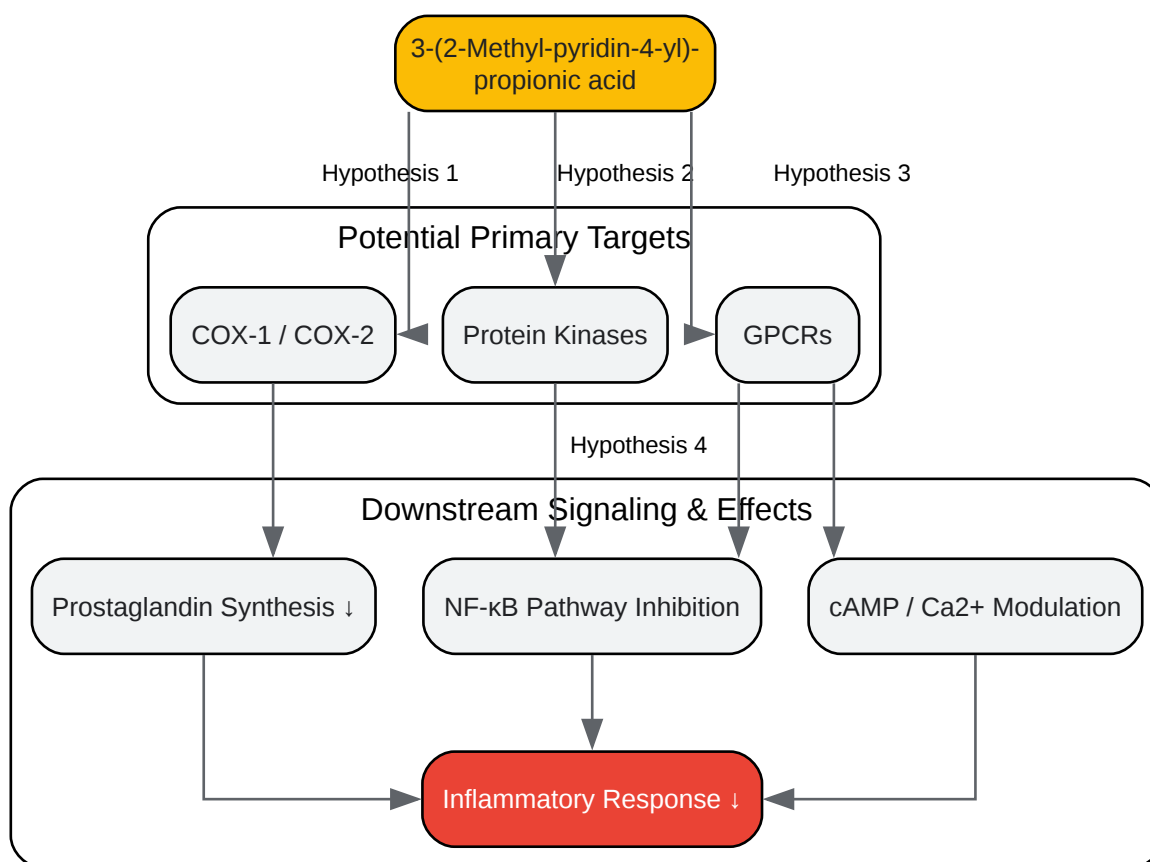 3-(2-Methyl-pyridin-4-yl)-
propionic acid
Hypothesis 1
Hypothesis 2
Hypothesis 3
Potential Primary Targets
COX-1 / COX-2
Protein Kinases
GPCRs
Hypothesis 4
Downstream Signaling & Effects
Prostaglandin Synthesis ↓
NF-κB Pathway Inhibition
cAMP / Ca2+ Modulation
Inflammatory Response ↓